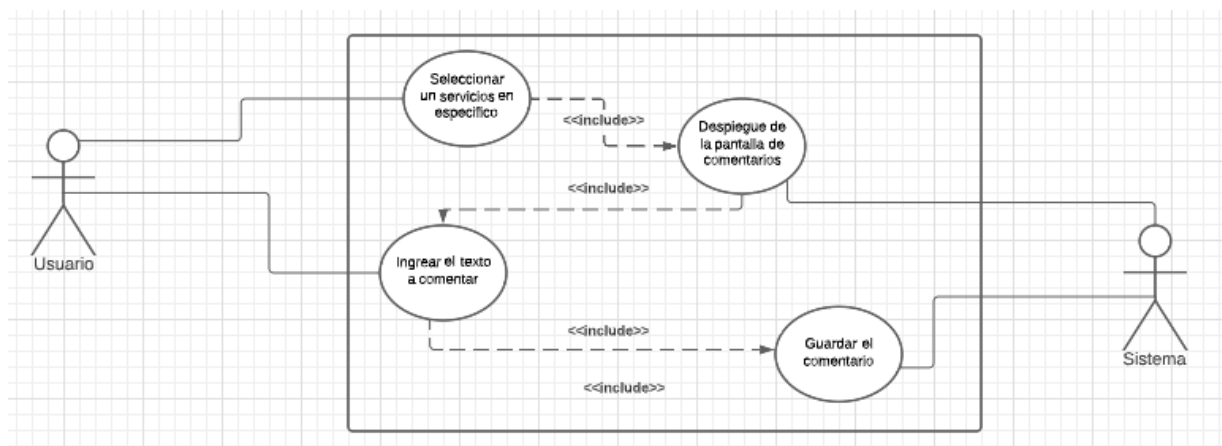 Seleccionar
un servicios en
especifico
<<include>>
Despiegue de
la pantalla de
comentarios
<<include>>
Usuario
Ingrear el texto
a comentar
<<include>>
Guardar el
comentario
Sistema
<<include>>